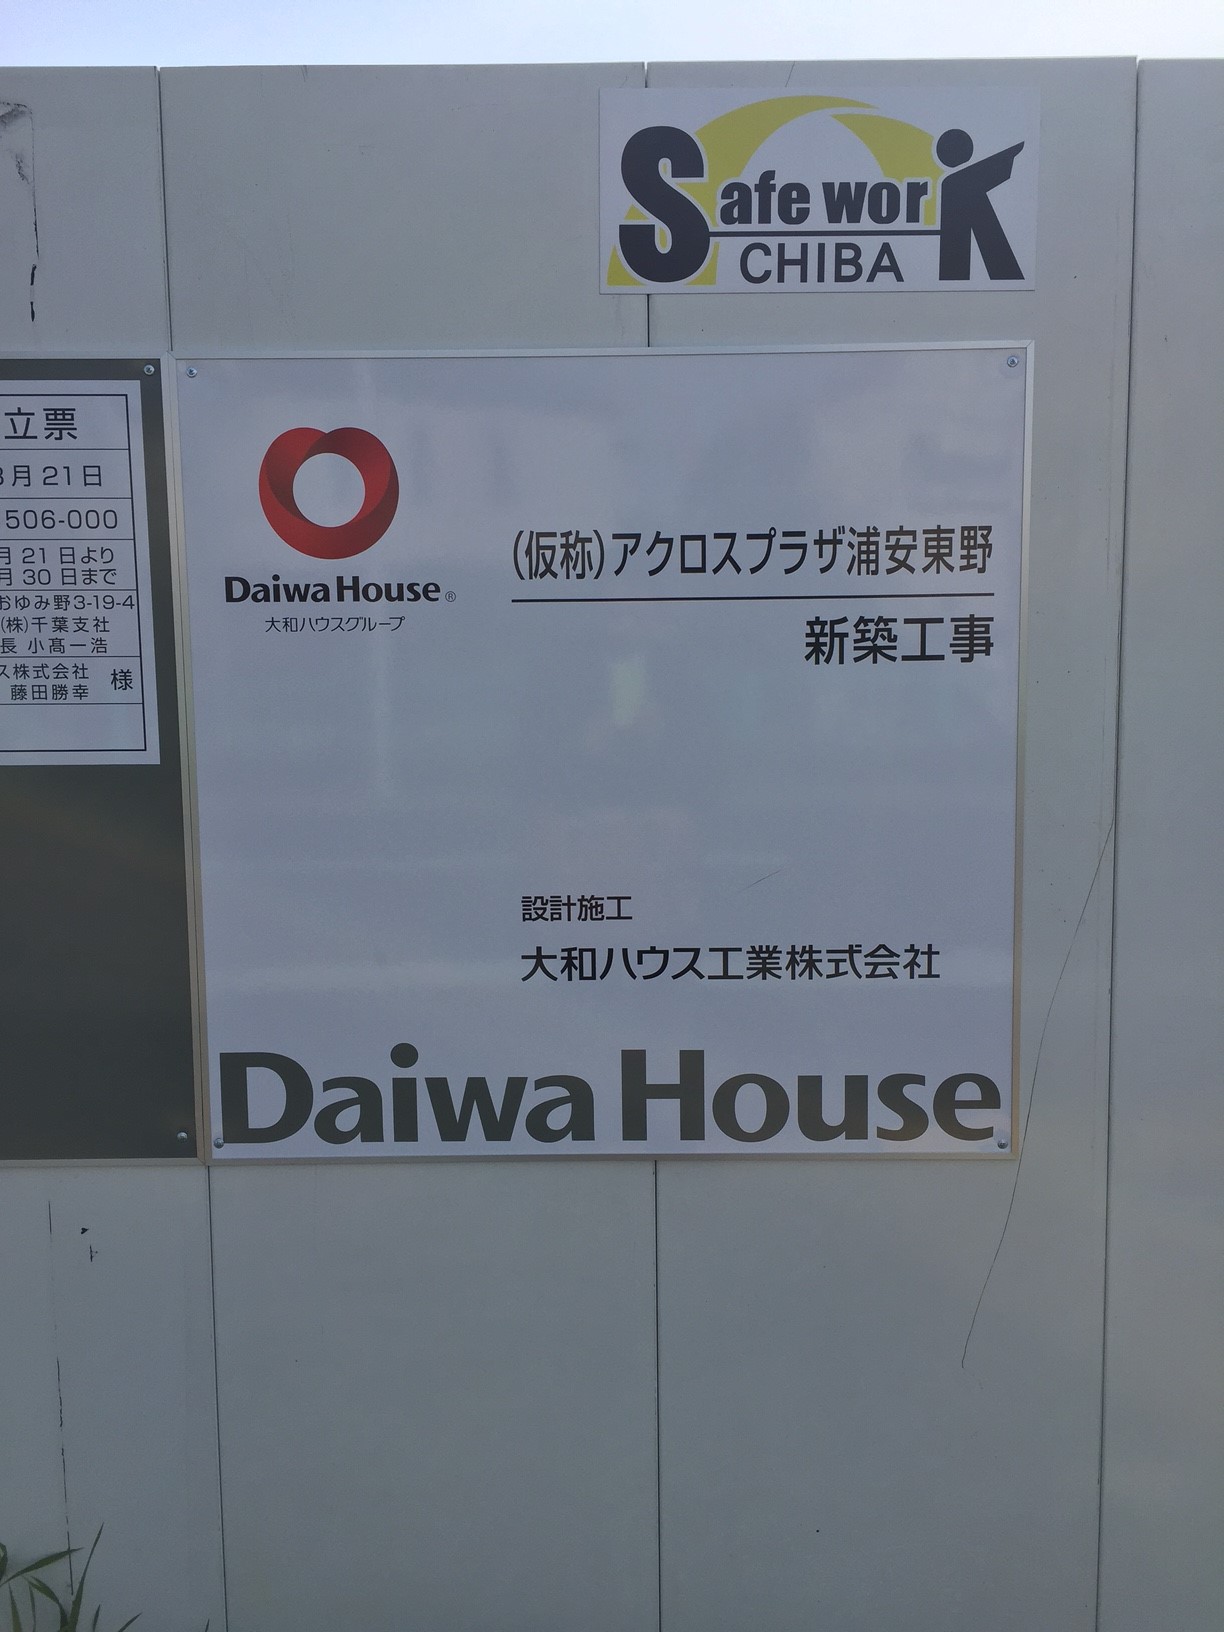 Safe work
CHIBA
立票
3月21日
506-000
月 21 日より
月 30 日まで
おゆみ野3-19-4
(株)千葉支社
長 小髙一浩
ス株式会社
藤田勝幸
様
Daiwa House®
大和ハウスグループ
(仮称)アクロスプラザ浦安東野
新築工事
設計施工
大和ハウス工業株式会社
Daiwa House